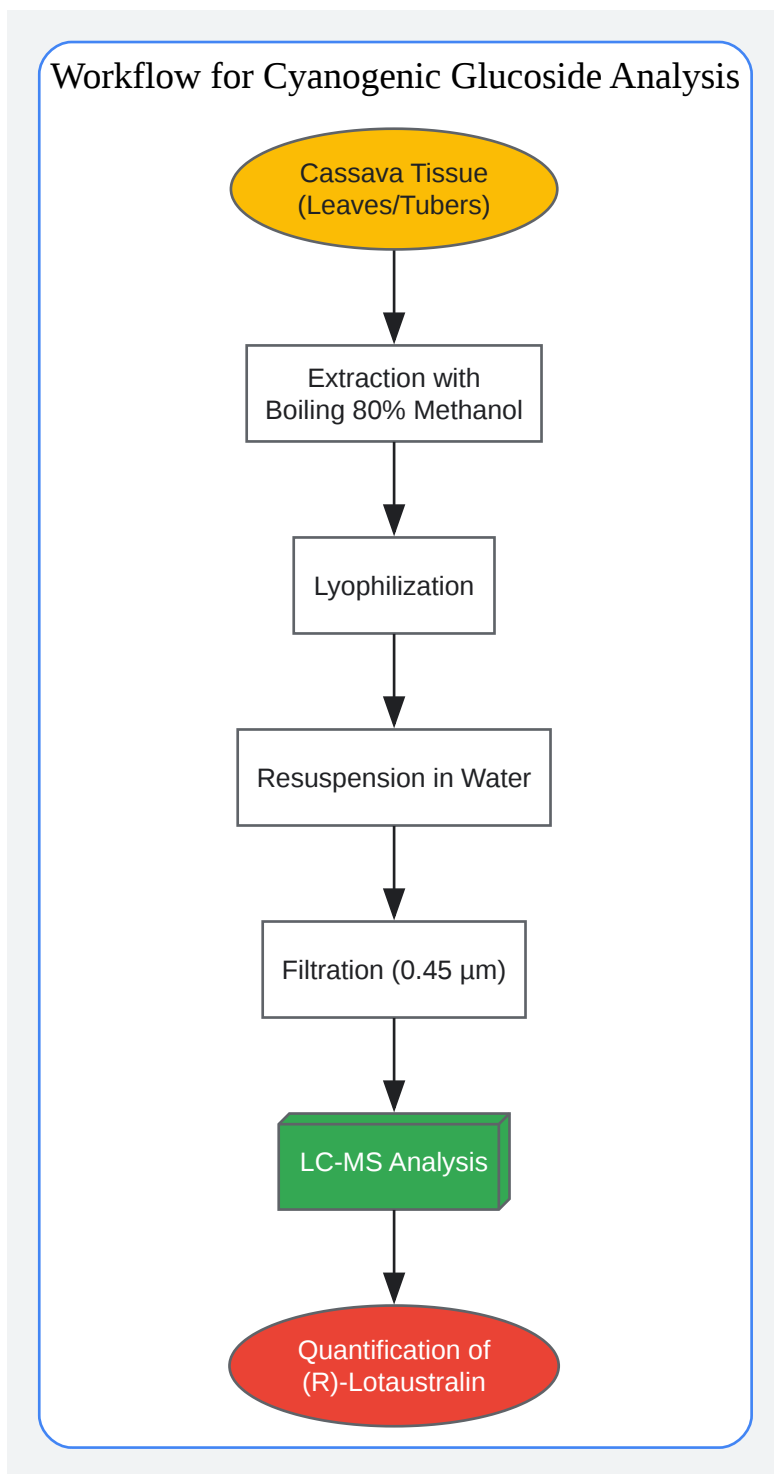 Workflow for Cyanogenic Glucoside Analysis
Cassava Tissue
(Leaves/Tubers)
Extraction with
Boiling 80% Methanol
Lyophilization
Resuspension in Water
Filtration (0.45 µm)
LC-MS Analysis
Quantification of
(R)-Lotaustralin